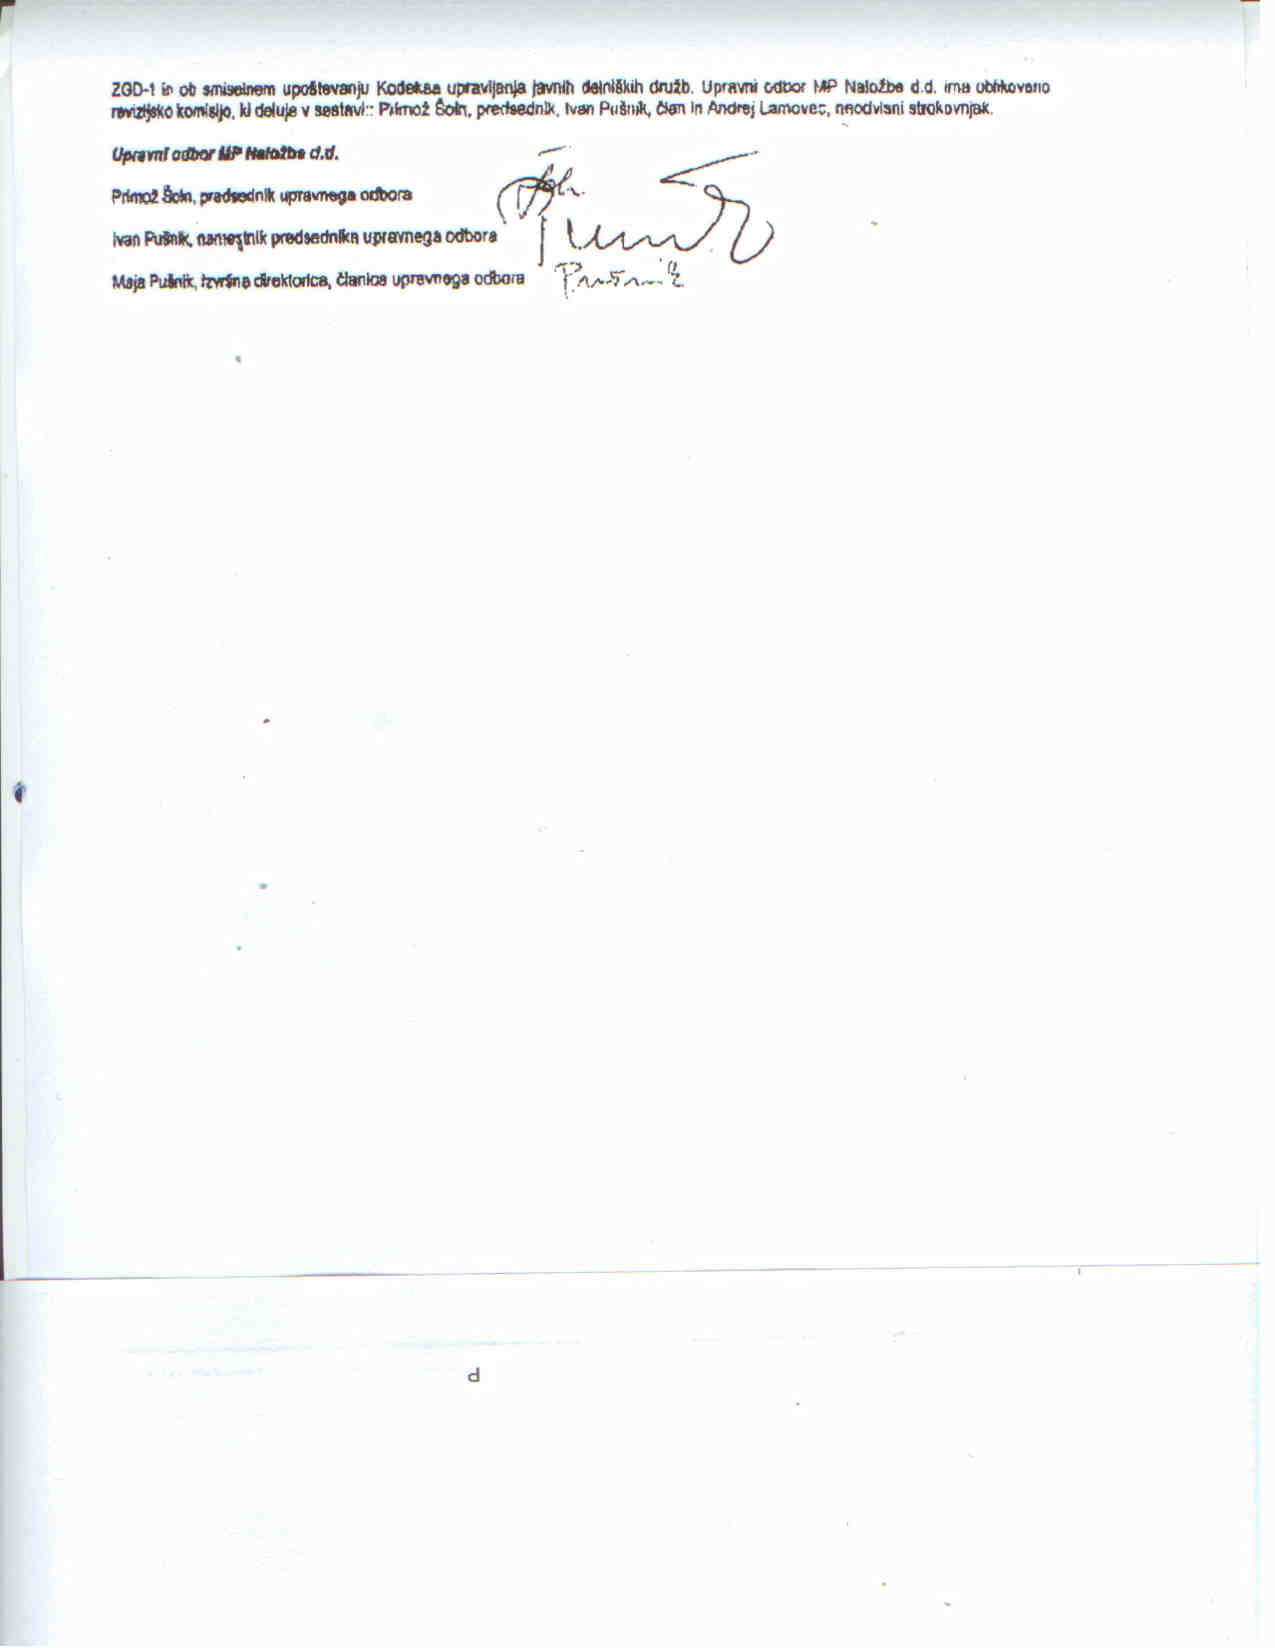 ZGD-1 in ob smiselnem upoštevanju Kodeksa upravljanja javnih delniških družb. Upravni odbor MP Naložbe d.d. ima oblikovano
revizijsko komisijo, ki deluje v sestavi:: Primož Šoln, predsednik, Ivan Pušnik, član in Andrej Lamovec, neodvisni strokovnjak.
Upravni odbor MP Naložbe d.d.
Primož Šoln, predsednik upravnega odbora
Ivan Pušnik, namestnik predsednika upravnega odbora
Maja Pušnik, izvršna direktorica, članica upravnega odbora
d